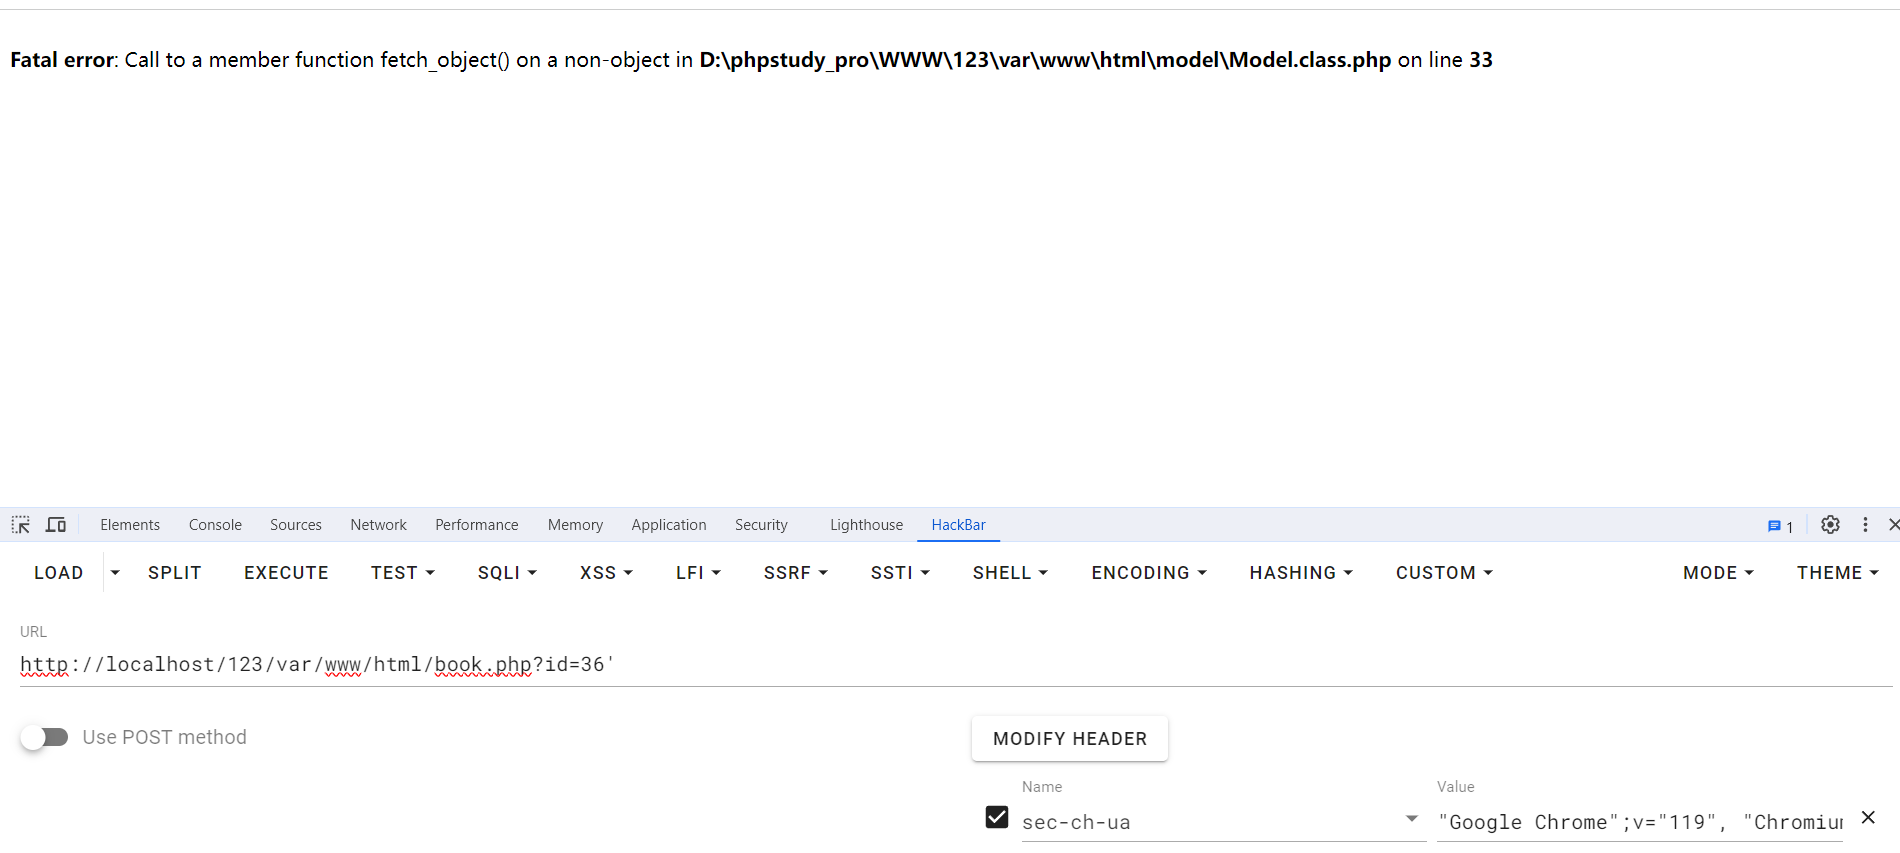 Fatal error: Call to a member function fetch_object() on a non-object in D:\phpstudy_pro\WWW\123\var\www\html\model\Model.class.php on line 33
Elements Console Sources Network Performance Memory Application Security Lighthouse HackBar 1
LOAD SPLIT EXECUTE TEST SQLI XSS LFI SSRF SSTI SHELL ENCODING HASHING CUSTOM MODE THEME
URL
http://localhost/123/var/www/html/book.php?id=36'
Use POST method
MODIFY HEADER
Name Value
sec-ch-ua "Google Chrome";v="119", "Chromium